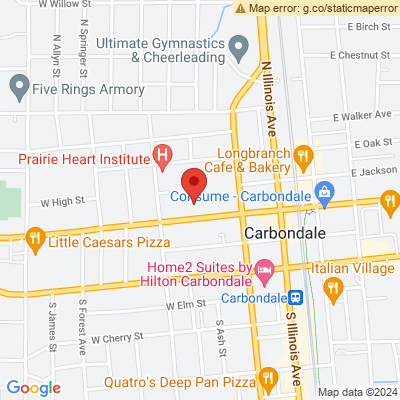 W Willow St
Map error: g.co/staticmaperror
N Allyn St
N Springer St
E Birch St
Ultimate Gymnastics
& Cheerleading
E Chestnut St
N Illinois Ave
Five Rings Armory
E Walker Ave
E Oak St
Prairie Heart Institute
Longbranch
Cafe & Bakery
E Jackson
W High St
Consume - Carbondale
Little Caesars Pizza
Carbondale
Home2 Suites by
Hilton Carbondale
Italian Village
Carbondale
W Elm St
S James St
S Forest Ave
W Cherry St
S Ash St
S Illinois Ave
Quatro's Deep Pan Pizza
Google
Map data ©2024